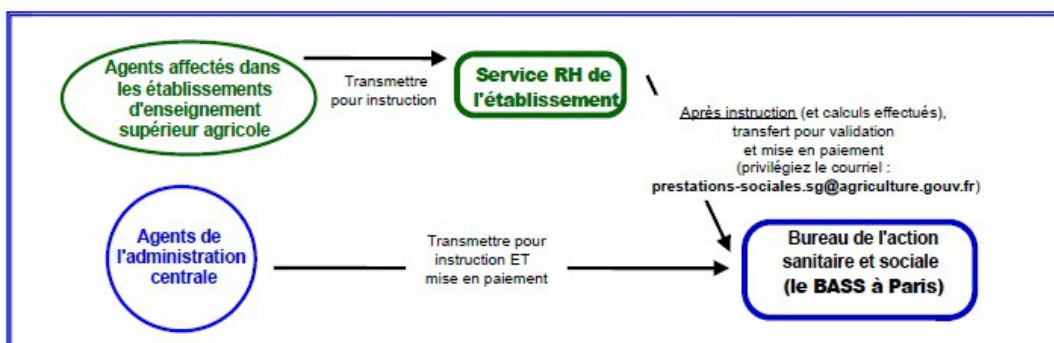 Agents affectés dans
les établissements
d'enseignement
supérieur agricole
Transmettre
pour instruction
Service RH de
l'établissement
Après instruction (et calculs effectués),
transfert pour validation
et mise en paiement
(privilégiez le courriel :
prestations-sociales.sg@agriculture.gouv.fr)
Agents de
l'administration
centrale
Transmettre pour
instruction ET
mise en paiement
Bureau de l'action
sanitaire et sociale
(le BASS à Paris)